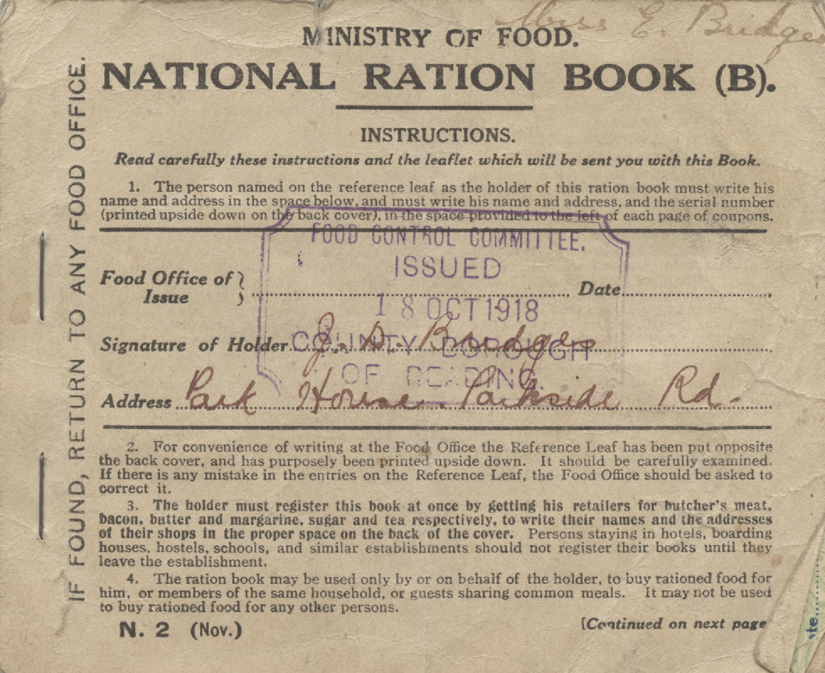 Miss E. Bridges
MINISTRY OF FOOD.
NATIONAL RATION BOOK (B).
INSTRUCTIONS.
Read carefully these instructions and the leaflet which will be sent you with this Book.
1. The person named on the reference leaf as the holder of this ration book must write his
name and address in the space below, and must write his name and address, and the serial number
(printed upside down on the back cover), in the space provided to the left of each page of coupons.
FOOD CONTROL COMMITTEE.
ISSUED
18 OCT 1918
COUNTY BOROUGH
OF READING.
Food Office of Issue
Date
Signature of Holder J. D. Bridges
Address Park House. Parkside Rd.
2. For convenience of writing at the Food Office the Reference Leaf has been put opposite
the back cover, and has purposely been printed upside down. It should be carefully examined.
If there is any mistake in the entries on the Reference Leaf, the Food Office should be asked to
correct it.
3. The holder must register this book at once by getting his retailers for butcher's meat,
bacon, butter and margarine, sugar and tea respectively, to write their names and the addresses
of their shops in the proper space on the back of the cover. Persons staying in hotels, boarding
houses, hostels, schools, and similar establishments should not register their books until they
leave the establishment.
4. The ration book may be used only by or on behalf of the holder, to buy rationed food for
him, or members of the same household, or guests sharing common meals. It may not be used
to buy rationed food for any other persons.
N. 2 (Nov.)
[Continued on next page
IF FOUND, RETURN TO ANY FOOD OFFICE.